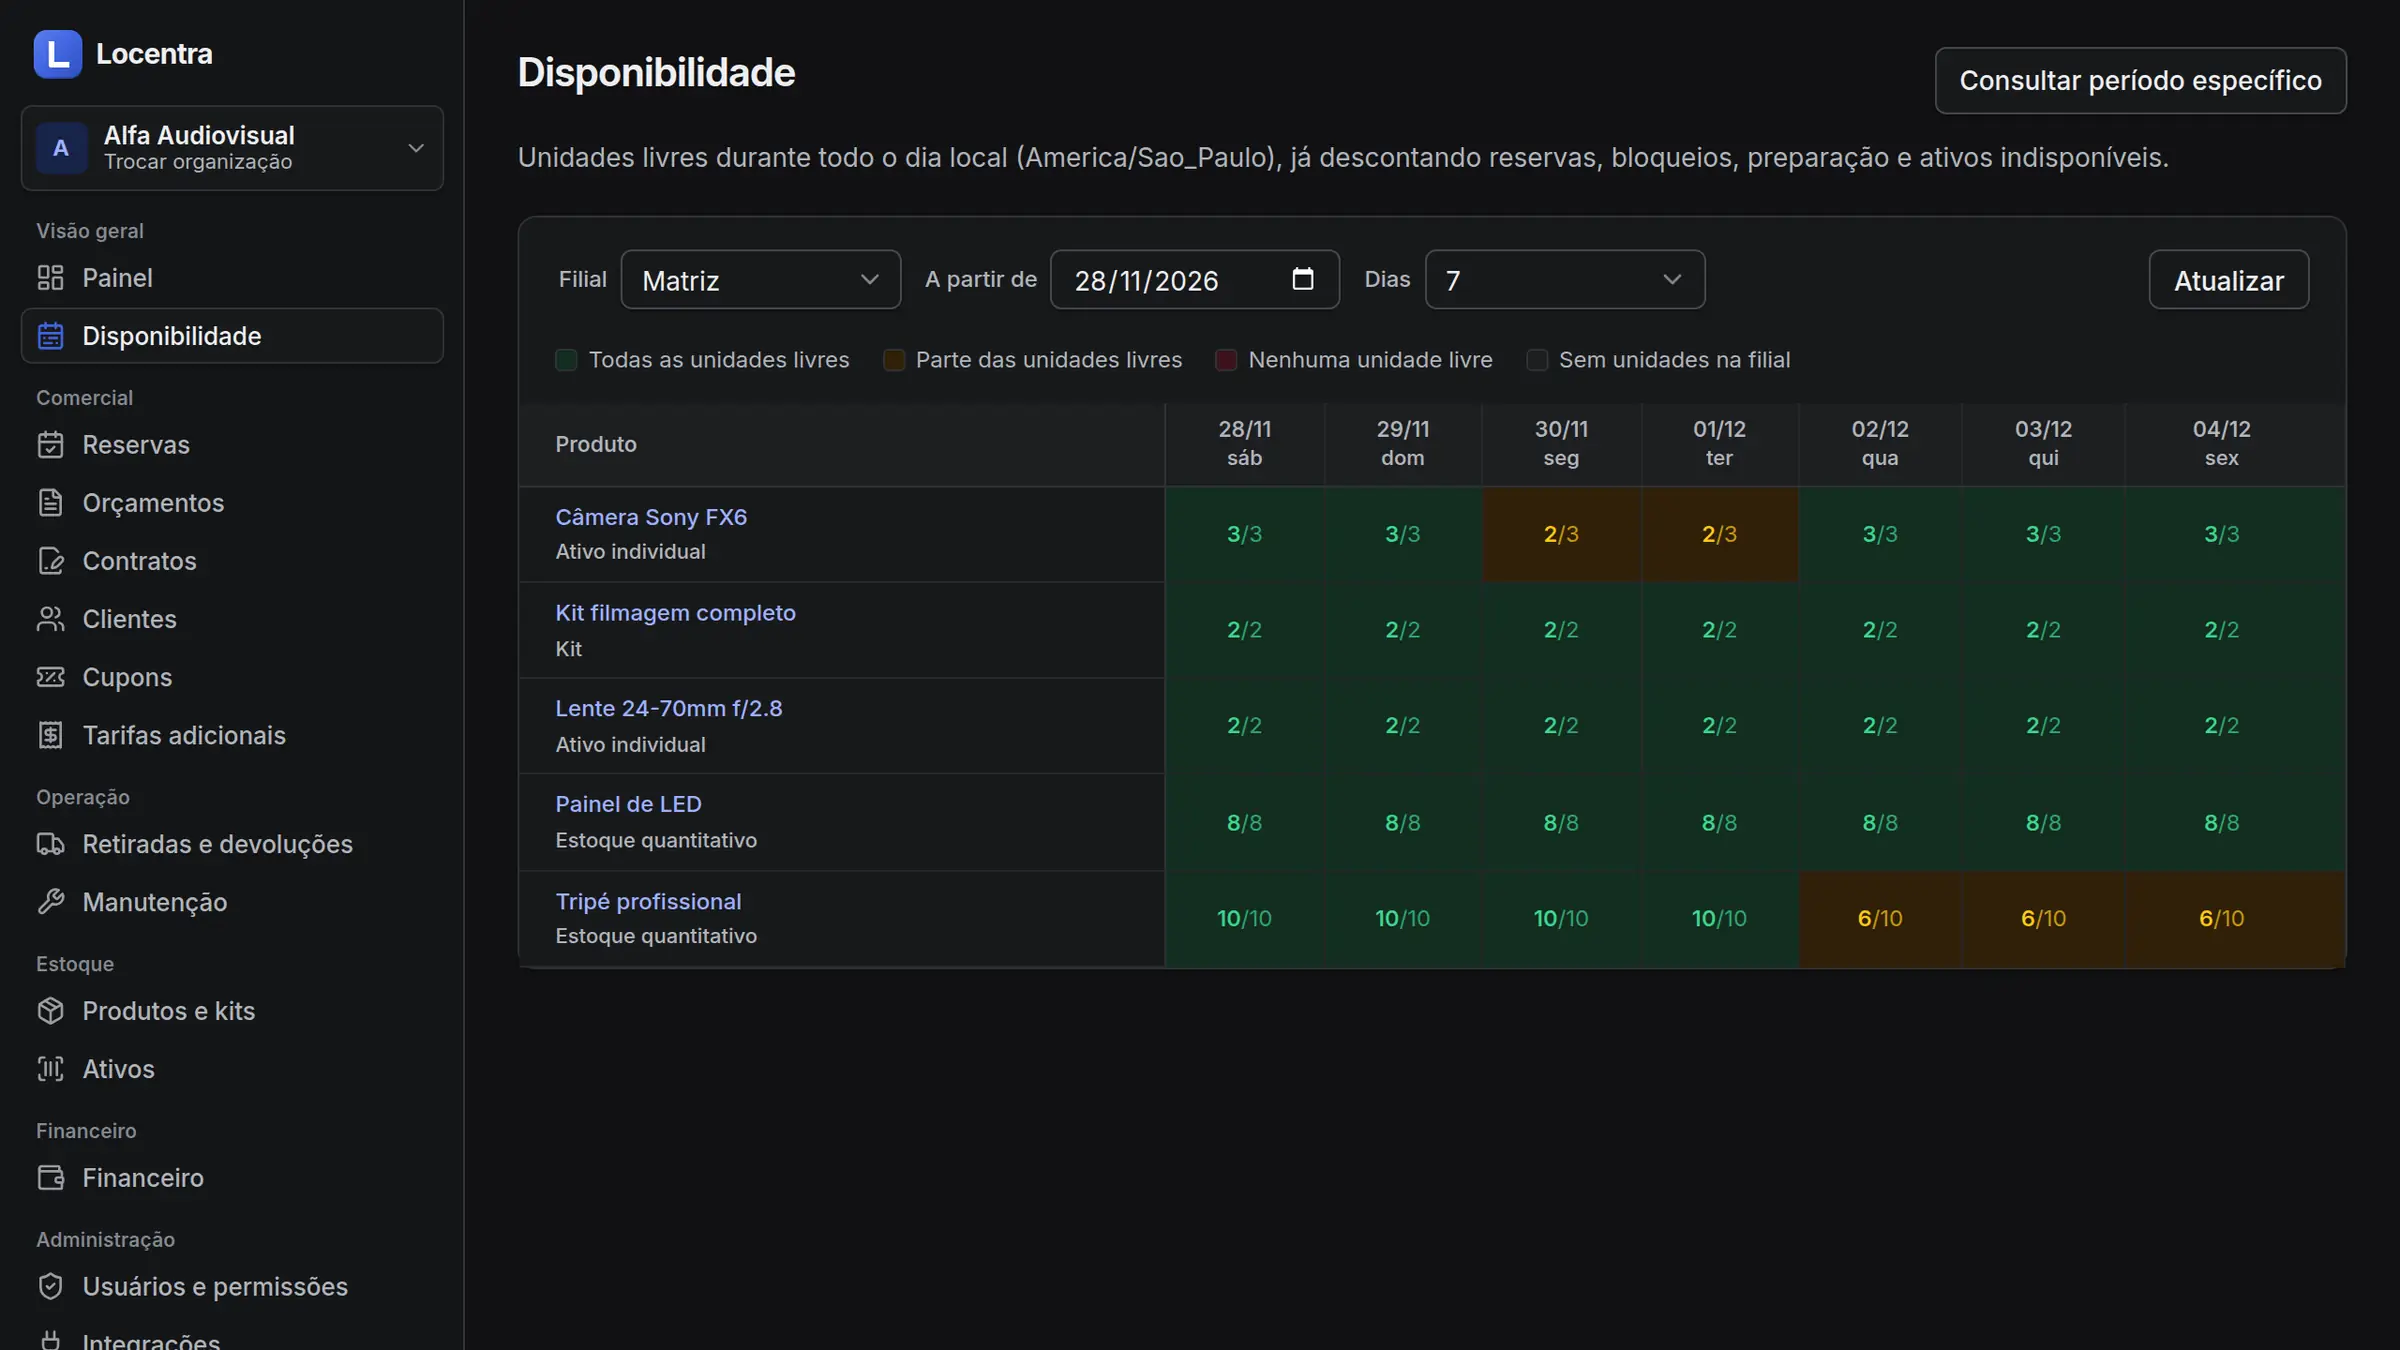 L Locentra
A
Alfa Audiovisual
Trocar organização
Visão geral
Painel
Disponibilidade
Comercial
Reservas
Orçamentos
Contratos
Clientes
Cupons
Tarifas adicionais
Operação
Retiradas e devoluções
Manutenção
Estoque
Produtos e kits
Ativos
Financeiro
Financeiro
Administração
Usuários e permissões
Integrações
Disponibilidade
Consultar período específico
Unidades livres durante todo o dia local (America/Sao_Paulo), já descontando reservas, bloqueios, preparação e ativos indisponíveis.
Filial Matriz A partir de 28/11/2026 Dias 7 Atualizar
Todas as unidades livres Parte das unidades livres Nenhuma unidade livre Sem unidades na filial
Produto 28/11 29/11 30/11 01/12 02/12 03/12 04/12
sáb dom seg ter qua qui sex
Câmera Sony FX6
Ativo individual
3/3 3/3 2/3 2/3 3/3 3/3 3/3
Kit filmagem completo
Kit
2/2 2/2 2/2 2/2 2/2 2/2 2/2
Lente 24-70mm f/2.8
Ativo individual
2/2 2/2 2/2 2/2 2/2 2/2 2/2
Painel de LED
Estoque quantitativo
8/8 8/8 8/8 8/8 8/8 8/8 8/8
Tripé profissional
Estoque quantitativo
10/10 10/10 10/10 10/10 6/10 6/10 6/10